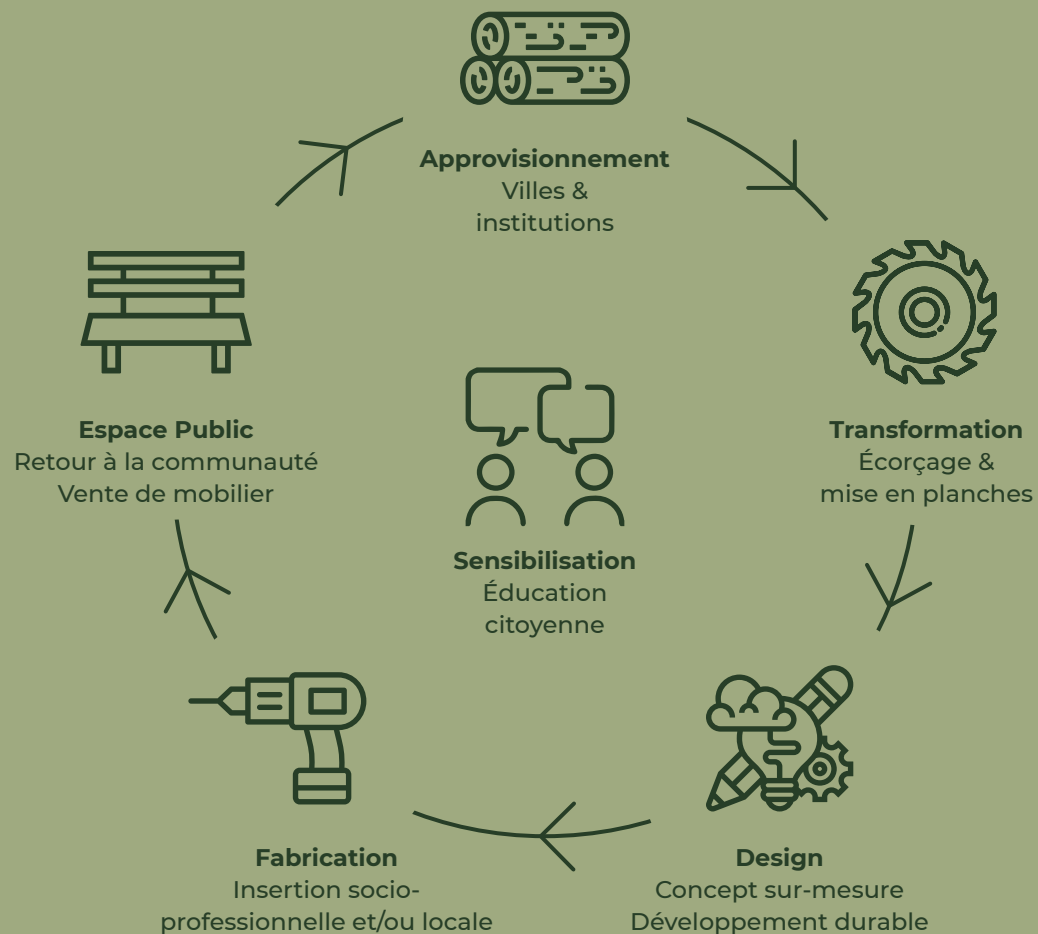 Approvisionnement
Villes &
institutions
Transformation
Écorçage &
mise en planches
Design
Concept sur-mesure
Développement durable
Fabrication
Insertion socio-
professionnelle et/ou locale
Espace Public
Retour à la communauté
Vente de mobilier
Sensibilisation
Éducation
citoyenne